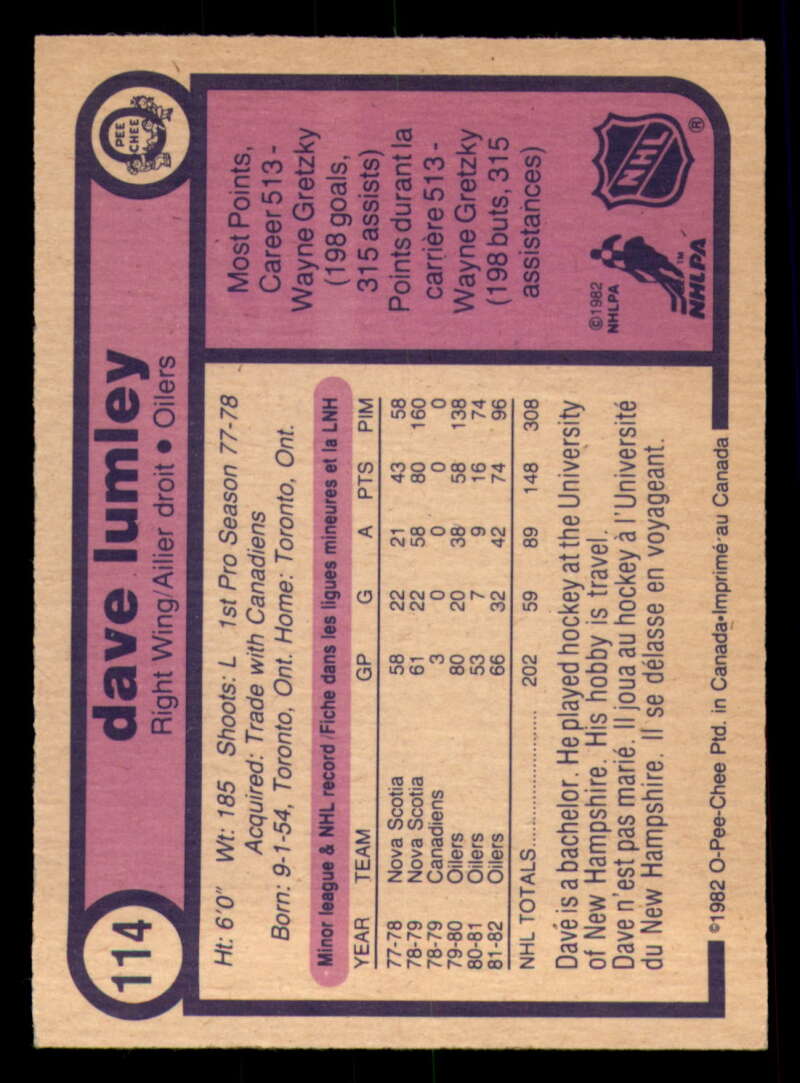 114
dave lumley
Right Wing/Ailier droit • Oilers
O
PEE
CHEE
Ht: 6'0" Wt: 185 Shoots: L 1st Pro Season 77-78
Acquired: Trade with Canadiens
Born: 9-1-54, Toronto, Ont. Home: Toronto, Ont.
Minor league & NHL record/Fiche dans les ligues mineures et la LNH
YEAR TEAM GP G A PTS PIM
77-78 Nova Scotia 58 22 21 43 58
78-79 Nova Scotia 61 22 58 80 160
78-79 Canadiens 3 0 0 0 0
79-80 Oilers 80 20 38 58 138
80-81 Oilers 53 7 9 16 74
81-82 Oilers 66 32 42 74 96
NHL TOTALS.................... 202 59 89 148 308
Dave is a bachelor. He played hockey at the University
of New Hampshire. His hobby is travel.
Dave n'est pas marié. Il joua au hockey à l'Université
du New Hampshire. Il se délasse en voyageant.
Most Points,
Career 513 -
Wayne Gretzky
(198 goals,
315 assists)
Points durant la
carrière 513 -
Wayne Gretzky
(198 buts, 315
assistances)
©1982
NHLPA
NHLPA
™
NHL
®
©1982 O-Pee-Chee Ptd. in Canada•Imprimé au Canada